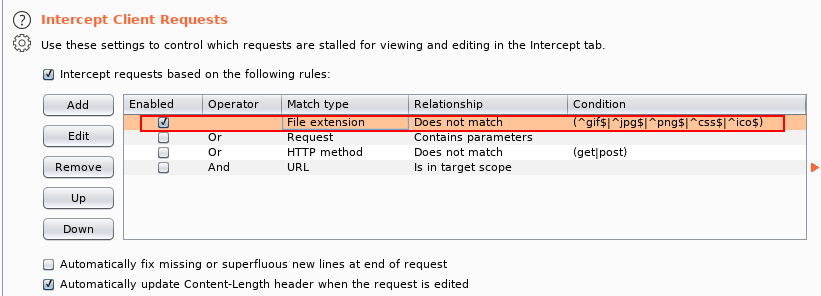 Intercept Client Requests
Use these settings to control which requests are stalled for viewing and editing in the Intercept tab.
Intercept requests based on the following rules:
Add
Edit
Remove
Up
Down
Enabled Operator Match type Relationship Condition
File extension Does not match (^gif$|^jpg$|^png$|^css$|^ico$)
Or Request Contains parameters
Or HTTP method Does not match (get|post)
And URL Is in target scope
Automatically fix missing or superfluous new lines at end of request
Automatically update Content-Length header when the request is edited